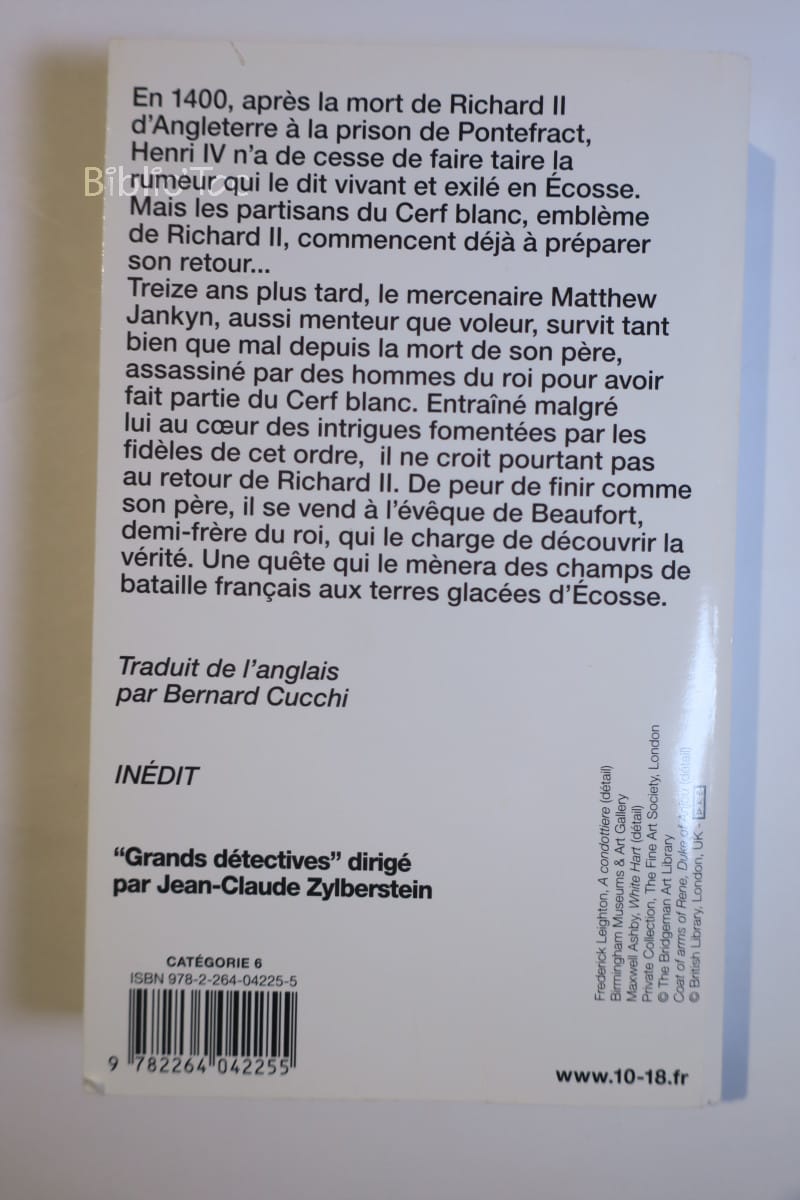 En 1400, après la mort de Richard II
d'Angleterre à la prison de Pontefract,
Henri IV n'a de cesse de faire taire la
rumeur qui le dit vivant et exilé en Écosse.
Mais les partisans du Cerf blanc, emblème
de Richard II, commencent déjà à préparer
son retour...
Treize ans plus tard, le mercenaire Matthew
Jankyn, aussi menteur que voleur, survit tant
bien que mal depuis la mort de son père,
assassiné par des hommes du roi pour avoir
fait partie du Cerf blanc. Entraîné malgré
lui au cœur des intrigues fomentées par les
fidèles de cet ordre, il ne croit pourtant pas
au retour de Richard II. De peur de finir comme
son père, il se vend à l'évêque de Beaufort,
demi-frère du roi, qui le charge de découvrir la
vérité. Une quête qui le mènera des champs de
bataille français aux terres glacées d'Écosse.
Traduit de l'anglais
par Bernard Cucchi
INÉDIT
“Grands détectives” dirigé
par Jean-Claude Zylberstein
CATÉGORIE 6
ISBN 978-2-264-04225-5
9 782264 042255
www.10-18.fr
Frederick Leighton, A condottiere (détail)
Birmingham Museums & Art Gallery
Maxwell Ashby, White Hart (détail)
Private Collection, The Fine Art Society, London
© The Bridgeman Art Library
Coat of arms of Rene, Duke of Anjou (détail)
© British Library, London, UK -